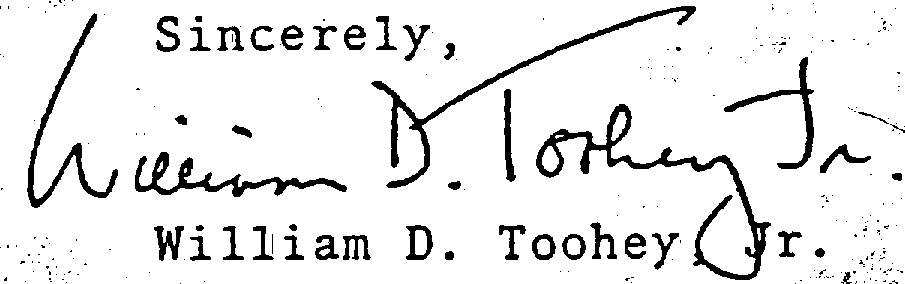 Sincerely,
William D. Toohey Jr.
William D. Toohey, Jr.